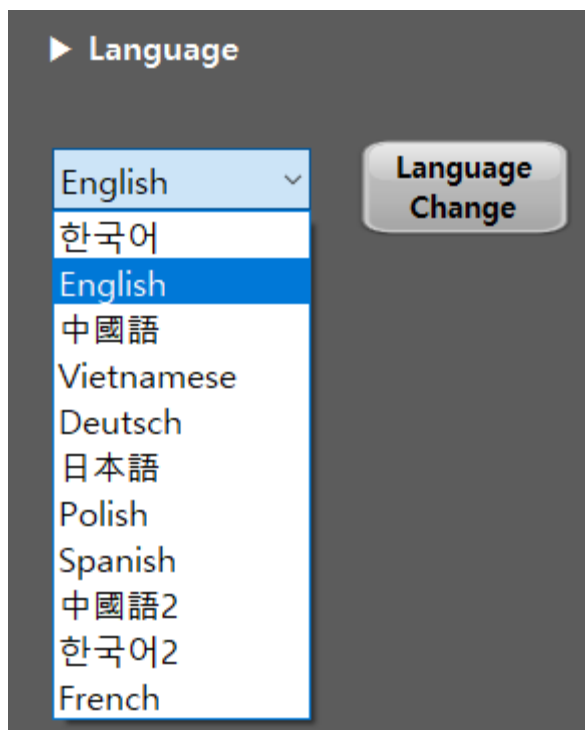 ▶ Language
English
Language
Change
한국어
English
中國語
Vietnamese
Deutsch
日本語
Polish
Spanish
中國語2
한국어2
French